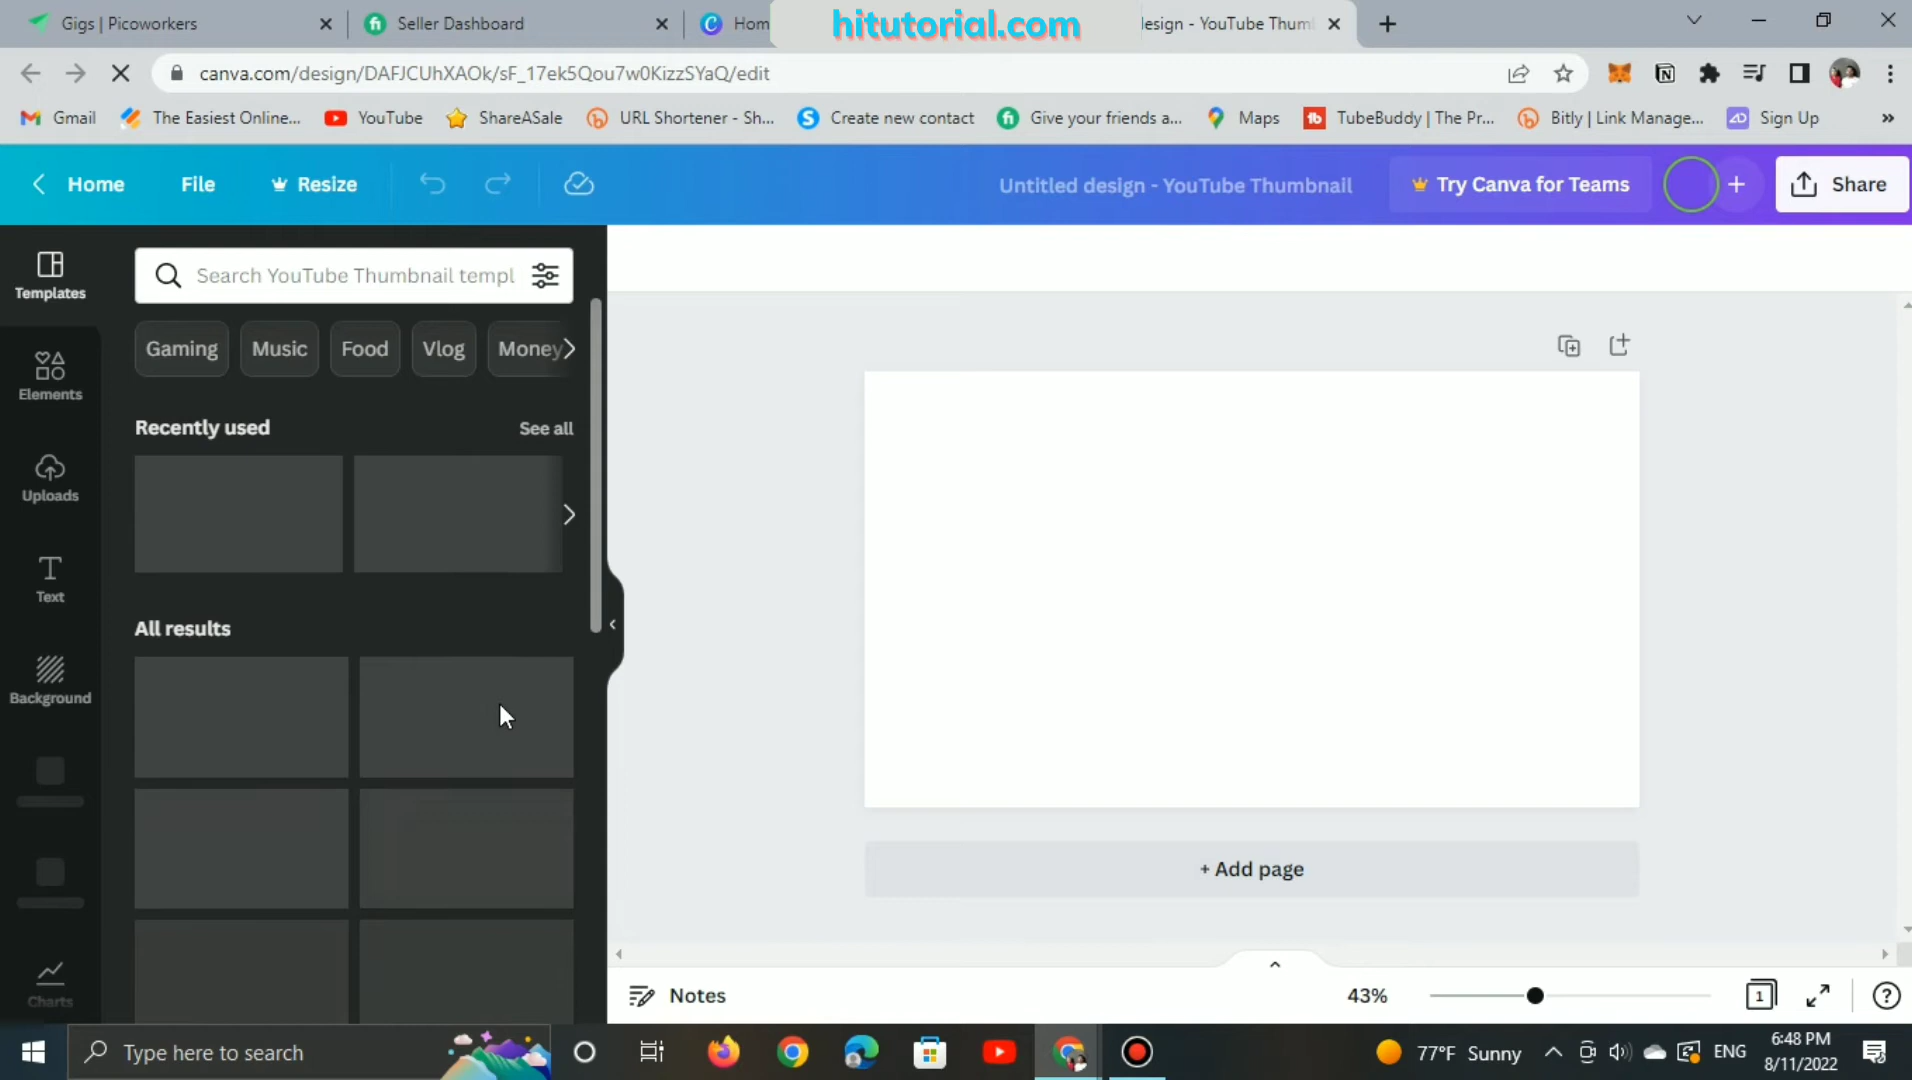 Gigs | Picoworkers
Seller Dashboard
Hom
hitutorial.com
esign - YouTube Thum
canva.com/design/DAFJCUhXAOk/sF_17ek5Qou7w0KizzSYaQ/edit
Gmail
The Easiest Online...
YouTube
ShareASale
URL Shortener - Sh...
Create new contact
Give your friends a...
Maps
TubeBuddy | The Pr...
Bitly | Link Manage...
Sign Up
»
Home
File
Resize
Untitled design - YouTube Thumbnail
Try Canva for Teams
Share
Templates
Elements
Uploads
Text
Background
Charts
Search YouTube Thumbnail templ
Gaming
Music
Food
Vlog
Money
Recently used
See all
All results
+ Add page
Notes
43%
1
Type here to search
77°F Sunny
ENG
6:48 PM
8/11/2022